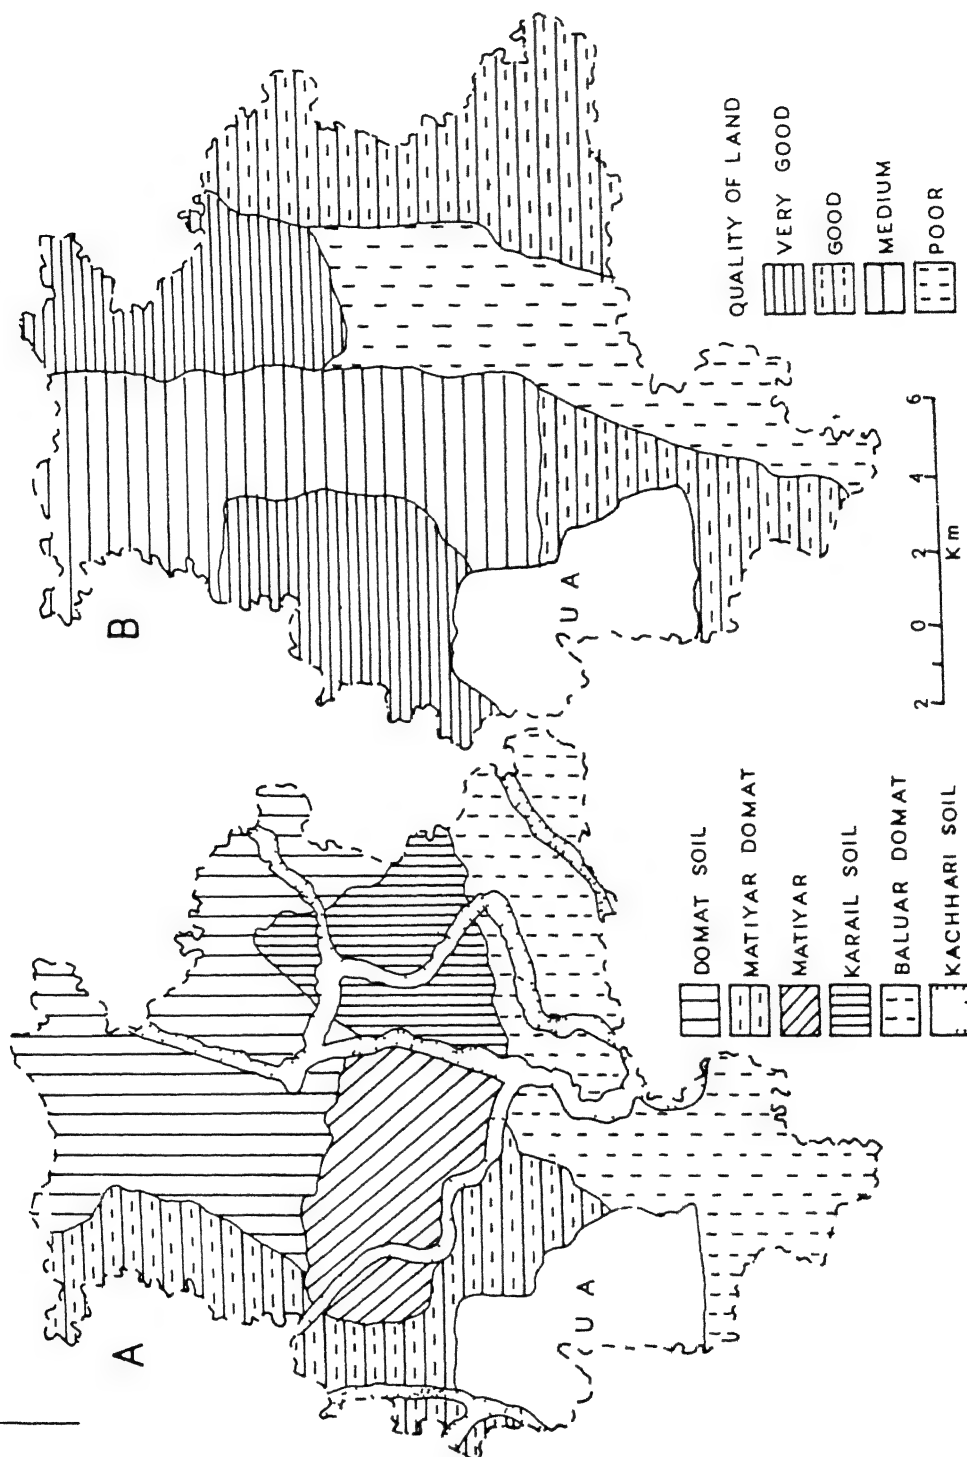 A
U A
DOMAT SOIL
MATIYAR DOMAT
MATIYAR
KARAIL SOIL
BALUAR DOMAT
KACHHARI SOIL
B
U A
QUALITY OF LAND
VERY GOOD
GOOD
MEDIUM
POOR
2 0 2 4 6
Km